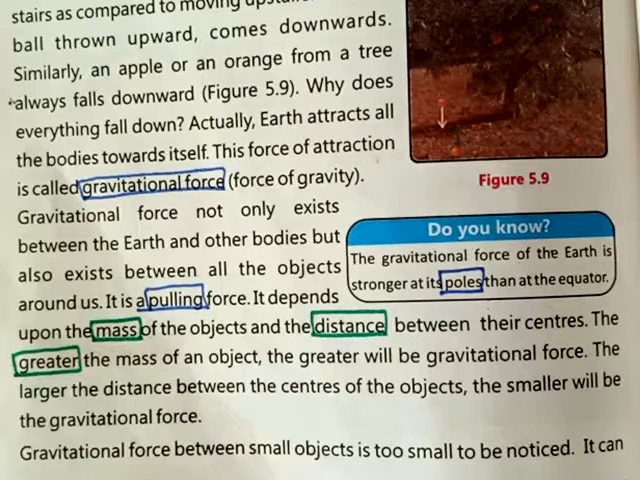 stairs as compared to moving upstairs
ball thrown upward, comes downwards.
Similarly, an apple or an orange from a tree
always falls downward (Figure 5.9). Why does
everything fall down? Actually, Earth attracts all
the bodies towards itself. This force of attraction
is called gravitational force (force of gravity).
Figure 5.9
Gravitational force not only exists
between the Earth and other bodies but
also exists between all the objects
around us. It is a pulling force. It depends
Do you know?
The gravitational force of the Earth is
stronger at its poles than at the equator.
upon the mass of the objects and the distance between their centres. The
greater the mass of an object, the greater will be gravitational force. The
larger the distance between the centres of the objects, the smaller will be
the gravitational force.
Gravitational force between small objects is too small to be noticed. It can